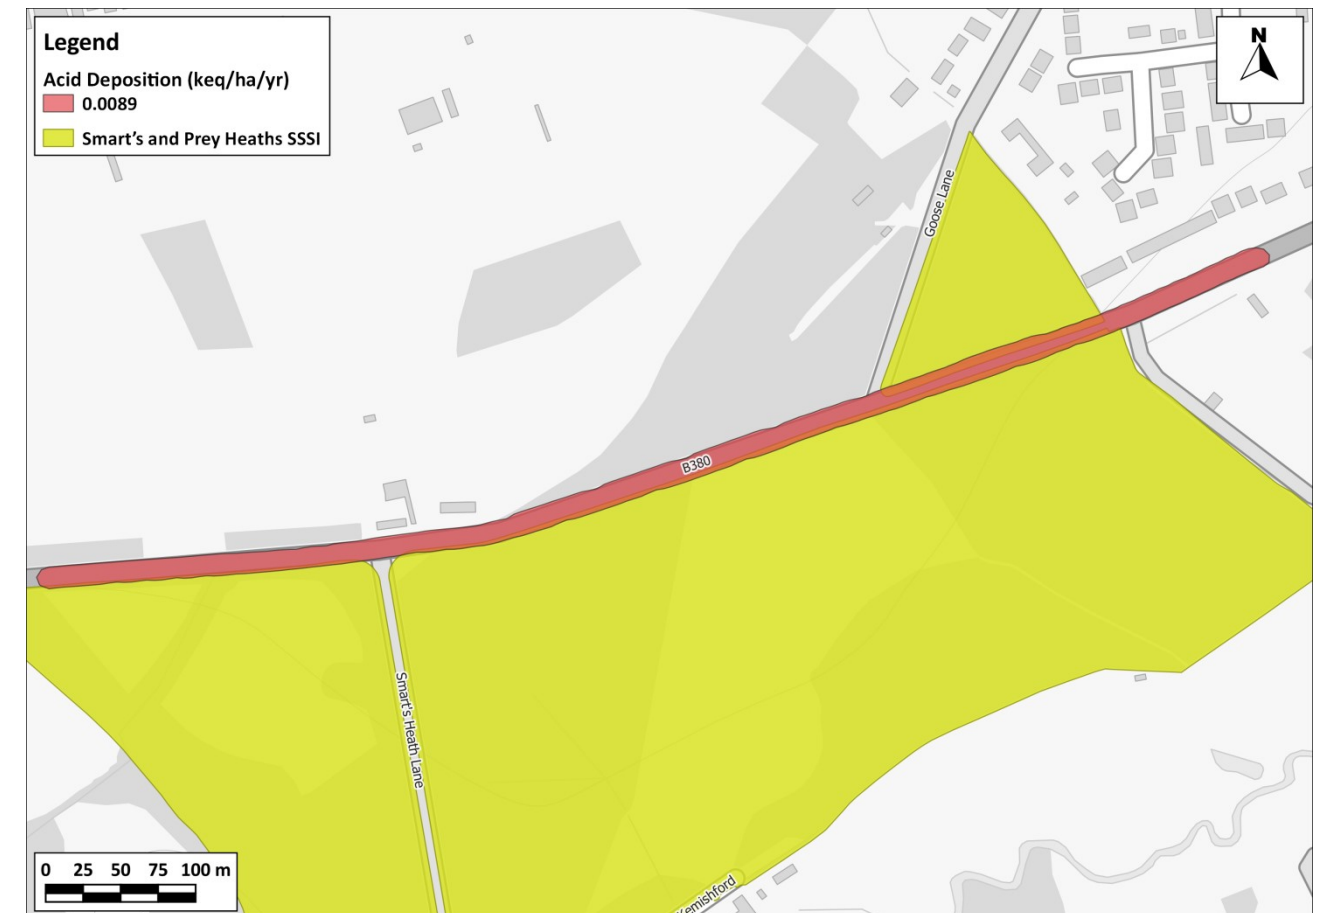 Legend
Acid Deposition (keq/ha/yr)
0.0089
Smart's and Prey Heaths SSSI
N
Goose Lane
B380
Smart's Heath Lane
Kemishford
0 25 50 75 100 m